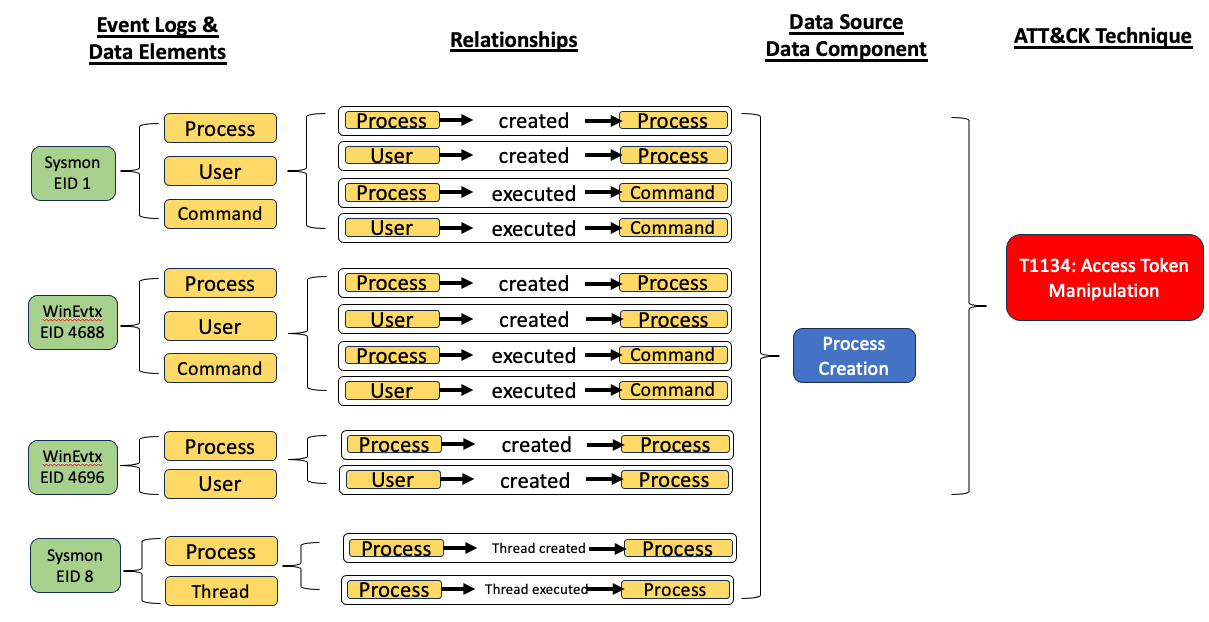 Event Logs &
Data Elements
Relationships
Data Source
Data Component
ATT&CK Technique
Sysmon
EID 1
Process
User
Command
Process created Process
User created Process
Process executed Command
User executed Command
WinEvtx
EID 4688
Process
User
Command
Process created Process
User created Process
Process executed Command
User executed Command
WinEvtx
EID 4696
Process
User
Process created Process
User created Process
Sysmon
EID 8
Process
Thread
Process Thread created Process
Process Thread executed Process
Process
Creation
T1134: Access Token
Manipulation